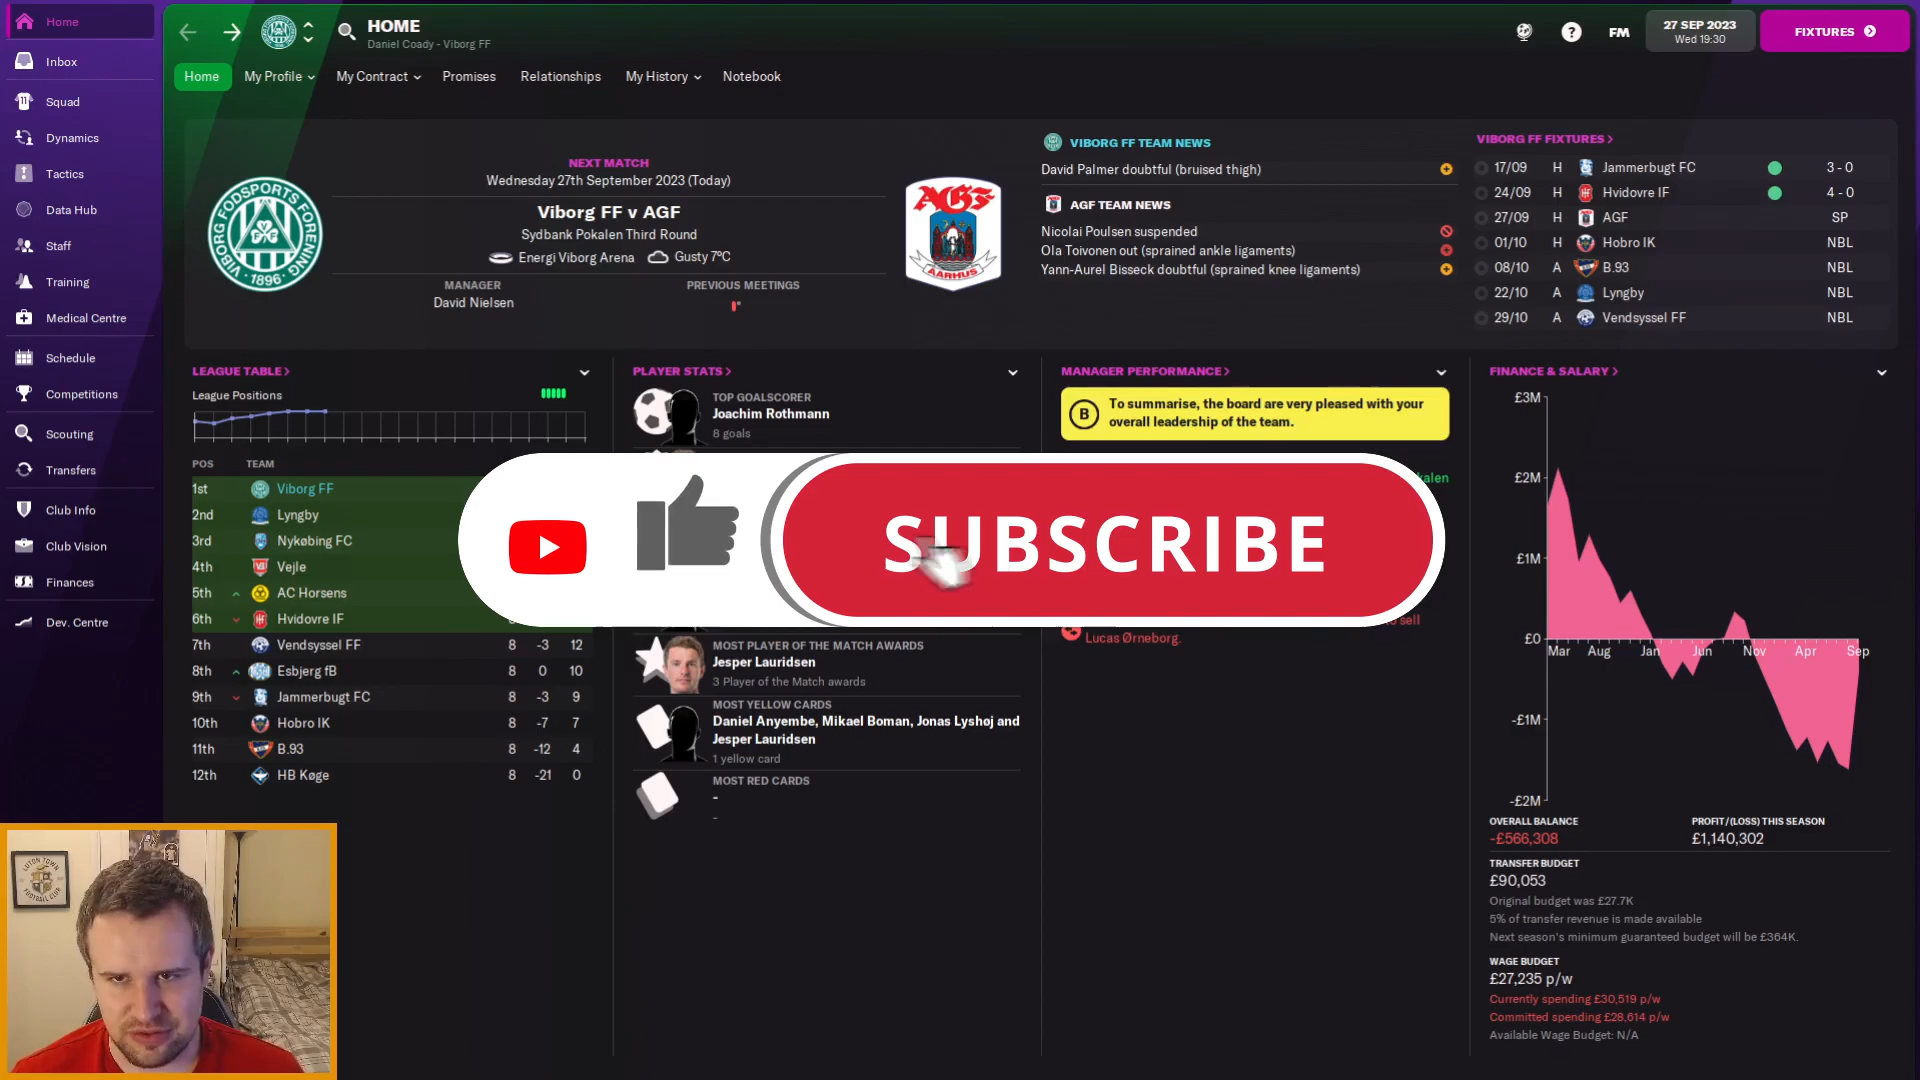 Home
Inbox
Squad
Dynamics
Tactics
Data Hub
Staff
Training
Medical Centre
Schedule
Competitions
Scouting
Transfers
Club Info
Club Vision
Finances
Dev. Centre
HOME
Daniel Coady - Viborg FF
FM
27 SEP 2023
Wed 19:30
FIXTURES
Home My Profile My Contract Promises Relationships My History Notebook
VIBORG FODSPORTS FORENING
1896
NEXT MATCH
Wednesday 27th September 2023 (Today)
Viborg FF v AGF
Sydbank Pokalen Third Round
Energi Viborg Arena Gusty 7ºC
MANAGER
David Nielsen
PREVIOUS MEETINGS
AGF
AARHUS
VIBORG FF TEAM NEWS
David Palmer doubtful (bruised thigh)
AGF TEAM NEWS
Nicolai Poulsen suspended
Ola Toivonen out (sprained ankle ligaments)
Yann-Aurel Bisseck doubtful (sprained knee ligaments)
VIBORG FF FIXTURES >
17/09 H Jammerbugt FC 3 - 0
24/09 H Hvidovre IF 4 - 0
27/09 H AGF SP
01/10 H Hobro IK NBL
08/10 A B.93 NBL
22/10 A Lyngby NBL
29/10 A Vendsyssel FF NBL
LEAGUE TABLE >
League Positions
POS TEAM
1st Viborg FF
2nd Lyngby
3rd Nykøbing FC
4th Vejle
5th AC Horsens
6th Hvidovre IF
7th Vendsyssel FF 8 -3 12
8th Esbjerg fB 8 0 10
9th Jammerbugt FC 8 -3 9
10th Hobro IK 8 -7 7
11th B.93 8 -12 4
12th HB Køge 8 -21 0
PLAYER STATS >
TOP GOALSCORER
Joachim Rothmann
8 goals
MOST PLAYER OF THE MATCH AWARDS
Jesper Lauridsen
3 Player of the Match awards
MOST YELLOW CARDS
Daniel Anyembe, Mikael Boman, Jonas Lyshøj and
Jesper Lauridsen
1 yellow card
MOST RED CARDS
-
-
MANAGER PERFORMANCE >
B
To summarise, the board are very pleased with your
overall leadership of the team.
SUBSCRIBE
sell
Lucas Ørneborg.
FINANCE & SALARY >
£3M
£2M
£1M
£0
-£1M
-£2M
Mar Aug Jan Jun Nov Apr Sep
OVERALL BALANCE
-£566,308
PROFIT/(LOSS) THIS SEASON
£1,140,302
TRANSFER BUDGET
£90,053
Original budget was £27.7K
5% of transfer revenue is made available
Next season's minimum guaranteed budget will be £364K.
WAGE BUDGET
£27,235 p/w
Currently spending £30,519 p/w
Committed spending £28,614 p/w
Available Wage Budget: N/A
LUTON TOWN
FOOTBALL CLUB